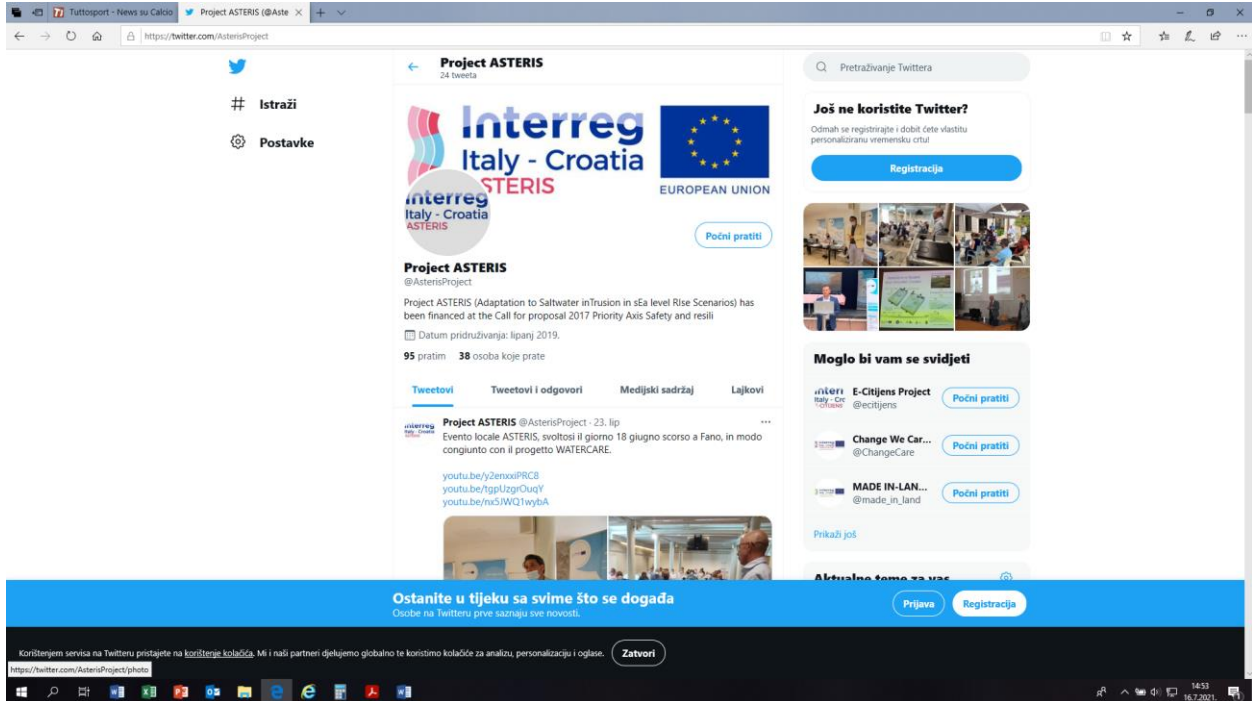 Tuttosport - News su Calcio
Project ASTERIS (@Aste
https://twitter.com/AsterisProject
Istraži
Postavke
Project ASTERIS
24 tweeta
Interreg
Italy - Croatia
ASTERIS
EUROPEAN UNION
Interreg
Italy - Croatia
ASTERIS
Počni pratiti
Project ASTERIS
@AsterisProject
Project ASTERIS (Adaptation to Saltwater inTrusion in sEa level RIse Scenarios) has
been financed at the Call for proposal 2017 Priority Axis Safety and resili
Datum pridruživanja: lipanj 2019.
95 pratim 38 osoba koje prate
Tweetovi Tweetovi i odgovori Medijski sadržaj Lajkovi
Project ASTERIS @AsterisProject · 23. lip
Evento locale ASTERIS, svoltosi il giorno 18 giugno scorso a Fano, in modo
congiunto con il progetto WATERCARE.
youtu.be/y2enxxiPRC8
youtu.be/tgpUzgrOuqY
youtu.be/nx5JWQ1wybA
Pretraživanje Twittera
Još ne koristite Twitter?
Odmah se registrirajte i dobit ćete vlastitu
personaliziranu vremensku crtu!
Registracija
Moglo bi vam se svidjeti
E-Citijens Project
@ecitijens
Počni pratiti
Change We Car...
@ChangeCare
Počni pratiti
MADE IN-LAN...
@made_in_land
Počni pratiti
Prikaži još
Aktualne teme za vas
Ostanite u tijeku sa svime što se događa
Osobe na Twitteru prve saznaju sve novosti.
Prijava
Registracija
Korištenjem servisa na Twitteru pristajete na korištenje kolačića. Mi i naši partneri djelujemo globalno te koristimo kolačiće za analizu, personalizaciju i oglase.
Zatvori
https://twitter.com/AsterisProject/photo
14:53
16.7.2021.